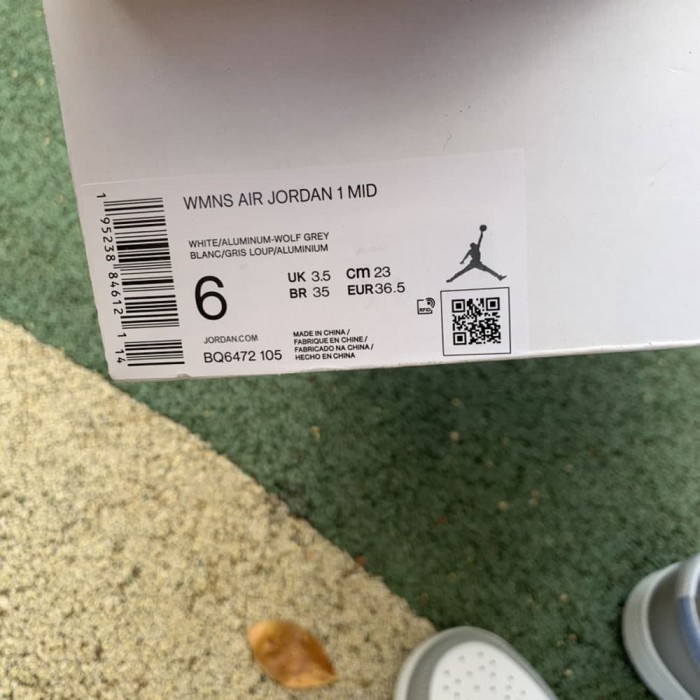 WMNS AIR JORDAN 1 MID
WHITE/ALUMINUM-WOLF GREY
BLANC/GRIS LOUP/ALUMINIUM
6
UK 3.5 cm 23
BR 35 EUR 36.5
JORDAN.COM
BQ6472 105
MADE IN CHINA /
FABRIQUE EN CHINE /
FABRICADO NA CHINA /
HECHO EN CHINA
RFID
1 95238 84612 1 14